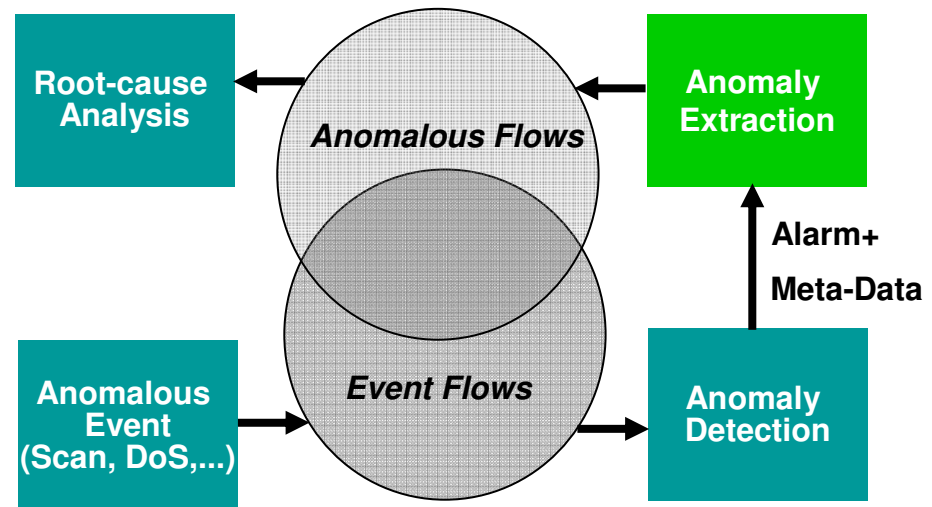 Root-cause
Analysis
Anomalous Flows
Anomaly
Extraction
Alarm+
Meta-Data
Anomalous
Event
(Scan, DoS,...)
Event Flows
Anomaly
Detection